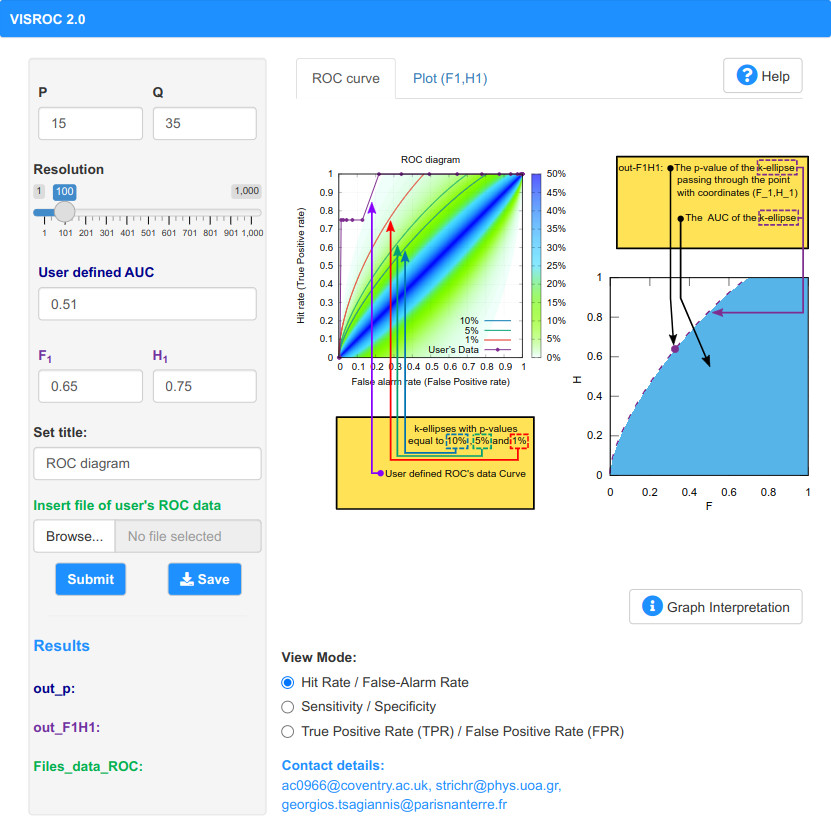 VISROC 2.0
P
Q
15
35
Resolution
1
100
1,000
1 101 201 301 401 501 601 701 801 901 1,000
User defined AUC
0.51
F1
H1
0.65
0.75
Set title:
ROC diagram
Insert file of user's ROC data
Browse...
No file selected
Submit
Save
Results
out_p:
out_F1H1:
Files_data_ROC:
ROC curve
Plot (F1,H1)
? Help
ROC diagram
Hit rate (True Positive rate)
1
0.9
0.8
0.7
0.6
0.5
0.4
0.3
0.2
0.1
0
0 0.1 0.2 0.3 0.4 0.5 0.6 0.7 0.8 0.9 1
False alarm rate (False Positive rate)
10%
5%
1%
User's Data
50%
45%
40%
35%
30%
25%
20%
15%
10%
5%
0%
k-ellipses with p-values
equal to 10%, 5% and 1%
User defined ROC's data Curve
out-F1H1: The p-value of the k-ellipse
passing through the point
with coordinates (F_1,H_1)
The AUC of the k-ellipse
H
1
0.8
0.6
0.4
0.2
0
0 0.2 0.4 0.6 0.8 1
F
i Graph Interpretation
View Mode:
Hit Rate / False-Alarm Rate
Sensitivity / Specificity
True Positive Rate (TPR) / False Positive Rate (FPR)
Contact details:
ac0966@coventry.ac.uk, strichr@phys.uoa.gr,
georgios.tsagiannis@parisnanterre.fr